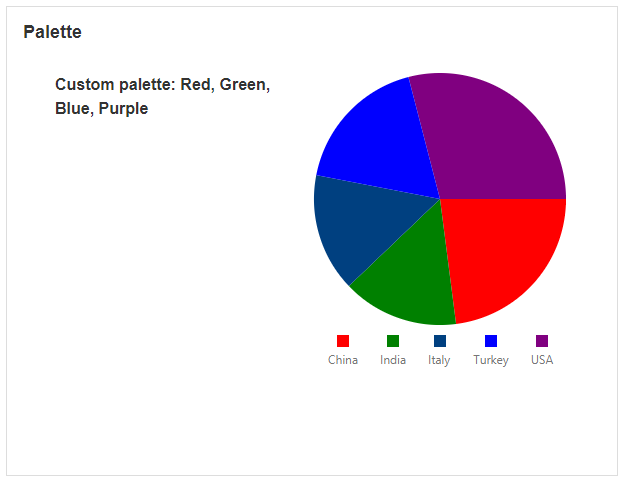 Palette
Custom palette: Red, Green,
Blue, Purple
China India Italy Turkey USA